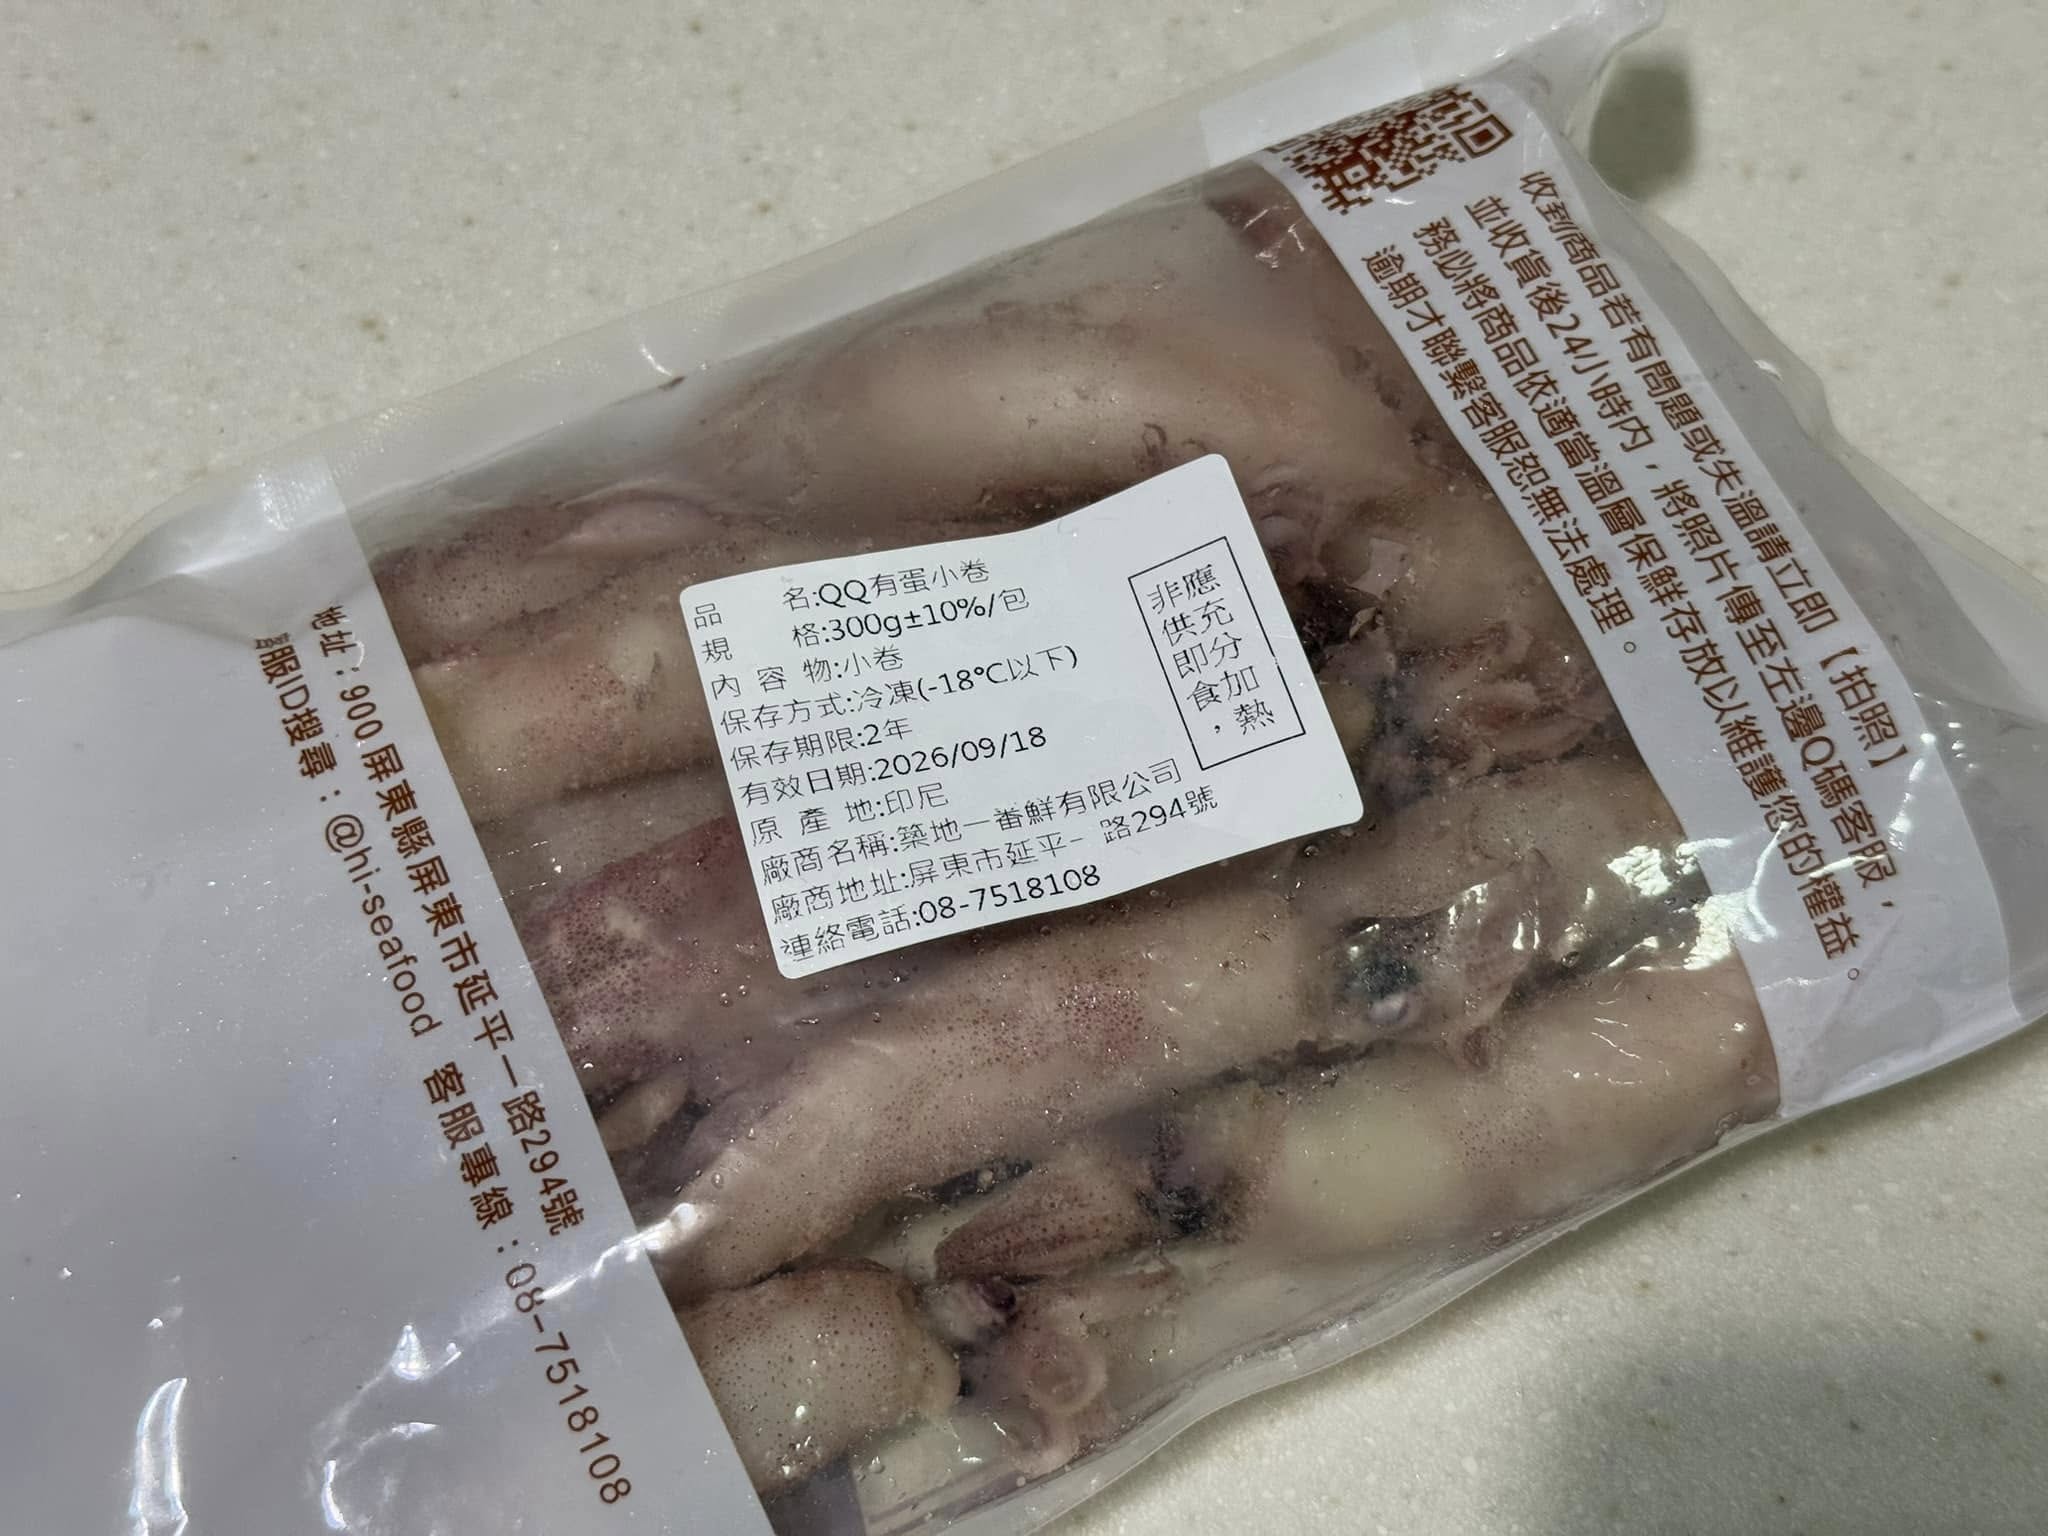 品 名:QQ有蛋小卷
規 格:300g±10%/包
內 容 物:小卷
保存方式:冷凍(-18°C以下)
保存期限:2年
有效日期:2026/09/18
原 產 地:印尼
廠商名稱:築地一番鮮有限公司
廠商地址:屏東市延平一路294號
連絡電話:08-7518108
應充分加熱
非供即食，
收到商品若有問題或失溫請立即【拍照】
並收貨後24小時內，將照片傳至左邊Q碼客服，
務必將商品依適當溫層保鮮存放以維護您的權益。
逾期才聯繫客服恕無法處理。
地址：900屏東縣屏東市延平一路294號
客服ID搜尋：@hi-seafood 客服專線：08-7518108